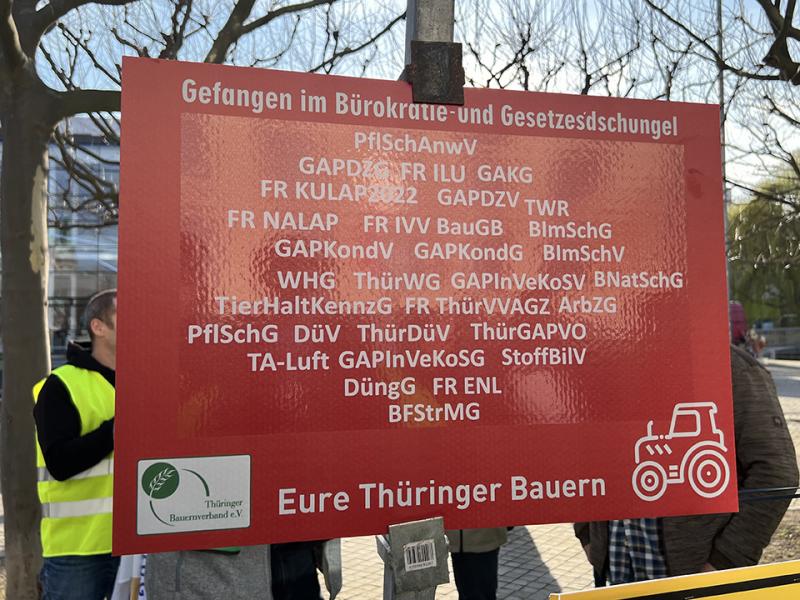 Gefangen im Bürokratie-und Gesetzesdschungel
PflSchAnwV
GAPDZG FR ILU GAKG
FR KULAP2022 GAPDZV TWR
FR NALAP FR IVV BauGB BImSchG
GAPKondV GAPKondG BImSchV
WHG ThürWG GAPInVeKoSV BNatSchG
TierHaltKennzG FR ThürVVAGZ ArbZG
PflSchG DüV ThürDüV ThürGAPVO
TA-Luft GAPInVeKoSG StoffBilV
DüngG FR ENL
BFStrMG
Thüringer
Bauernverband e.V.
Eure Thüringer Bauern